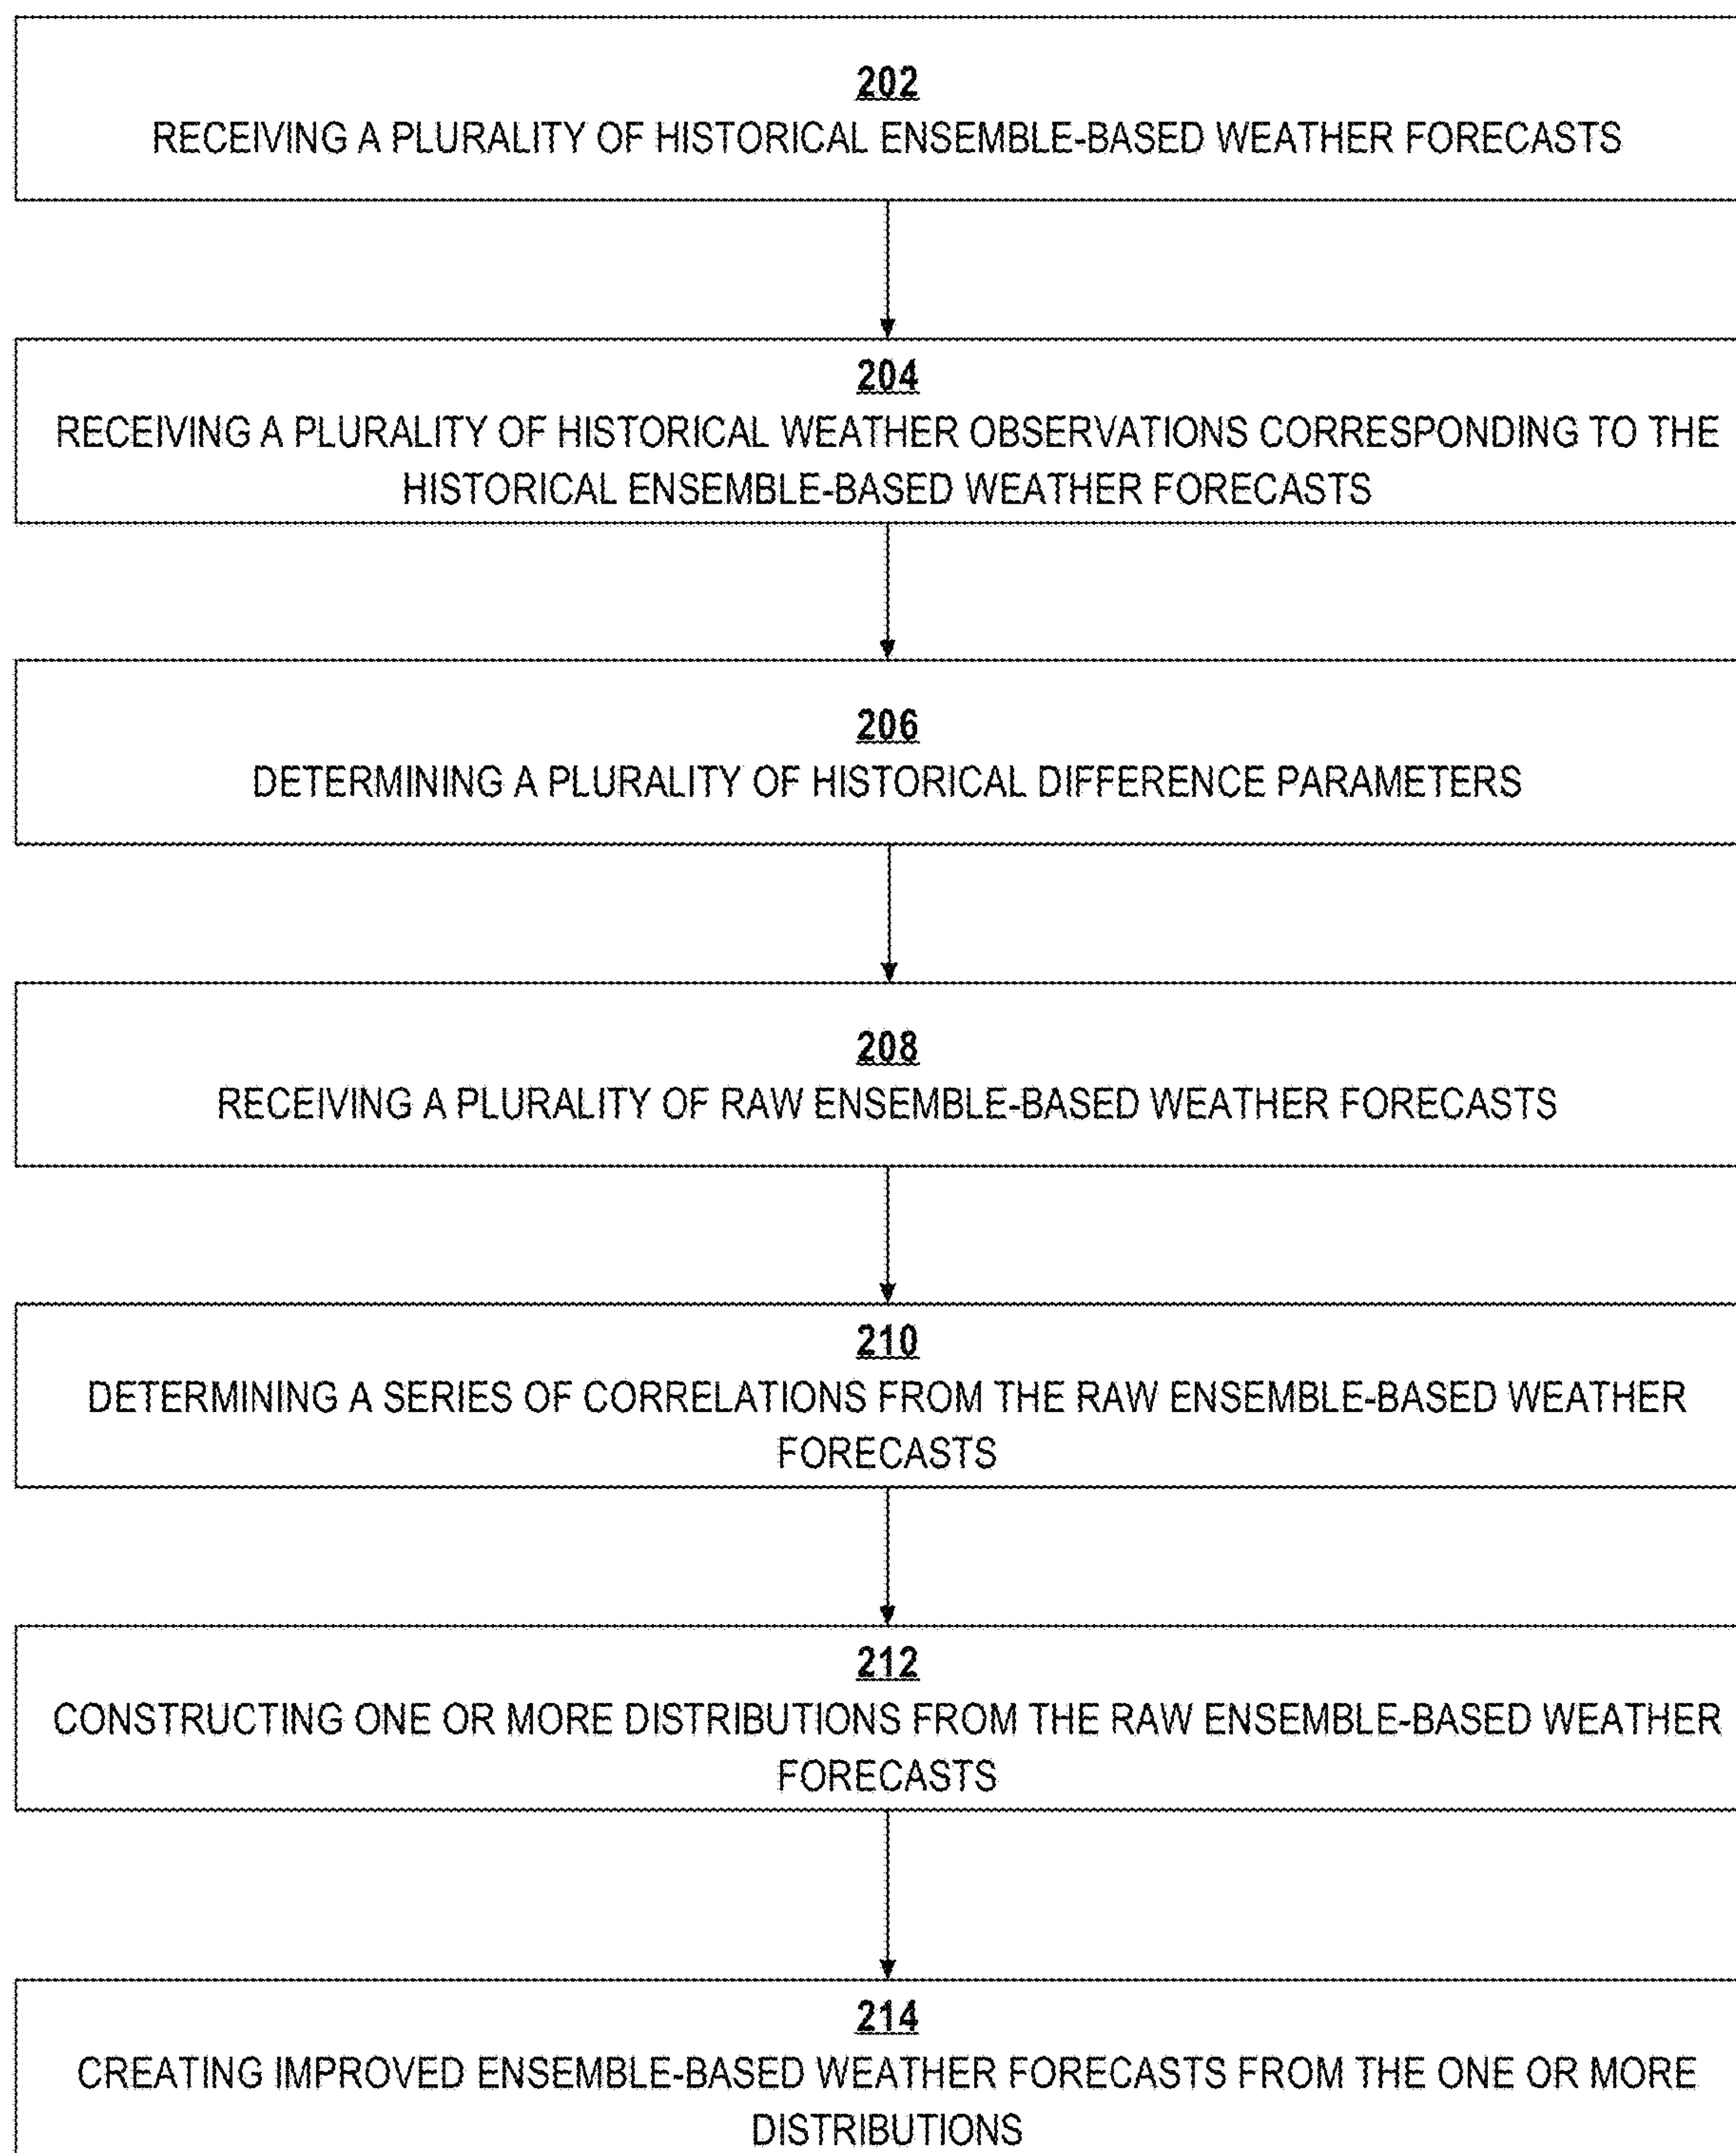 202
RECEIVING A PLURALITY OF HISTORICAL ENSEMBLE-BASED WEATHER FORECASTS
204
RECEIVING A PLURALITY OF HISTORICAL WEATHER OBSERVATIONS CORRESPONDING TO THE
HISTORICAL ENSEMBLE-BASED WEATHER FORECASTS
206
DETERMINING A PLURALITY OF HISTORICAL DIFFERENCE PARAMETERS
208
RECEIVING A PLURALITY OF RAW ENSEMBLE-BASED WEATHER FORECASTS
210
DETERMINING A SERIES OF CORRELATIONS FROM THE RAW ENSEMBLE-BASED WEATHER
FORECASTS
212
CONSTRUCTING ONE OR MORE DISTRIBUTIONS FROM THE RAW ENSEMBLE-BASED WEATHER
FORECASTS
214
CREATING IMPROVED ENSEMBLE-BASED WEATHER FORECASTS FROM THE ONE OR MORE
DISTRIBUTIONS